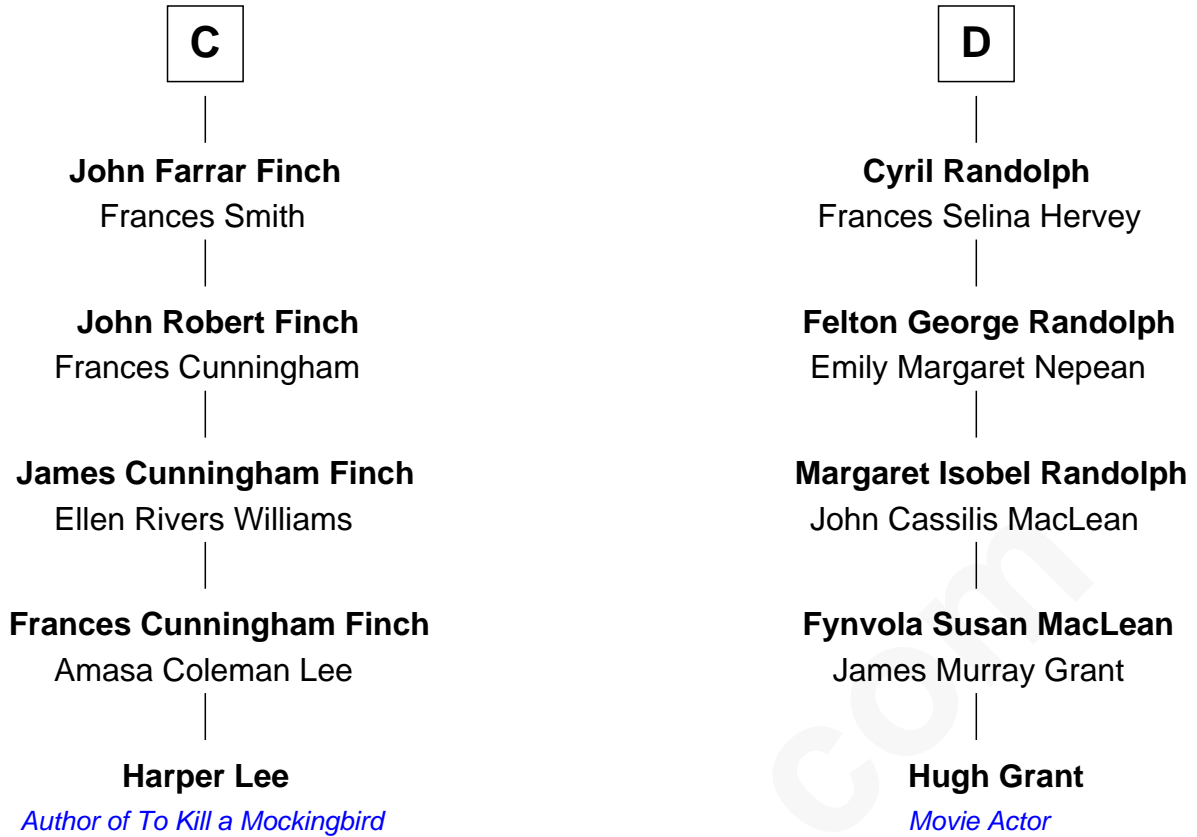 C
John Farrar Finch
Frances Smith
John Robert Finch
Frances Cunningham
James Cunningham Finch
Ellen Rivers Williams
Frances Cunningham Finch
Amasa Coleman Lee
Harper Lee
Author of To Kill a Mockingbird
D
Cyril Randolph
Frances Selina Hervey
Felton George Randolph
Emily Margaret Nepean
Margaret Isobel Randolph
John Cassilis MacLean
Fynvola Susan MacLean
James Murray Grant
Hugh Grant
Movie Actor
com